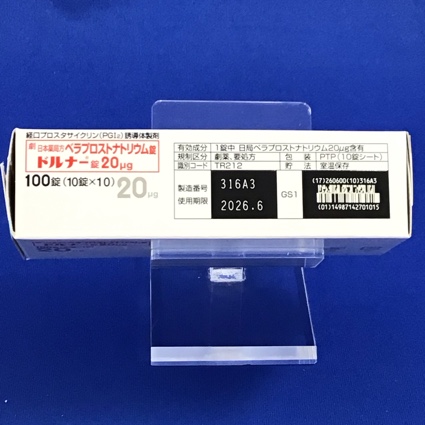 経口プロスタサイクリン(PGI₂)誘導体製剤
劇 日本薬局方 ベラプロストナトリウム錠
ドルナー錠20μg
100錠(10錠×10) 20μg
有効成分 1錠中 日局ベラプロストナトリウム20μg含有
規制区分 劇薬、要処方 包装 PTP(10錠シート)
識別コード TR212 貯法 室温保存
製造番号 316A3
使用期限 2026.6
GS1
(17)260600(10)316A3
(01)14987142701015